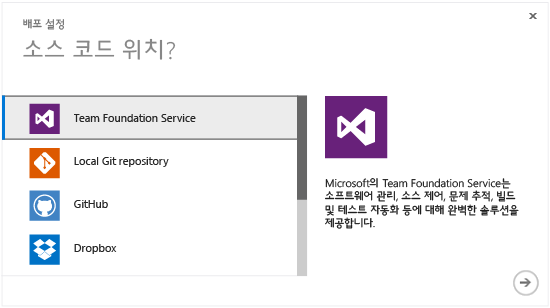 배포 설정
소스 코드 위치?
Team Foundation Service
Local Git repository
GitHub
Dropbox
Microsoft의 Team Foundation Service는
소프트웨어 관리, 소스 제어, 문제 추적, 빌드
및 테스트 자동화 등에 대해 완벽한 솔루션을
제공합니다.